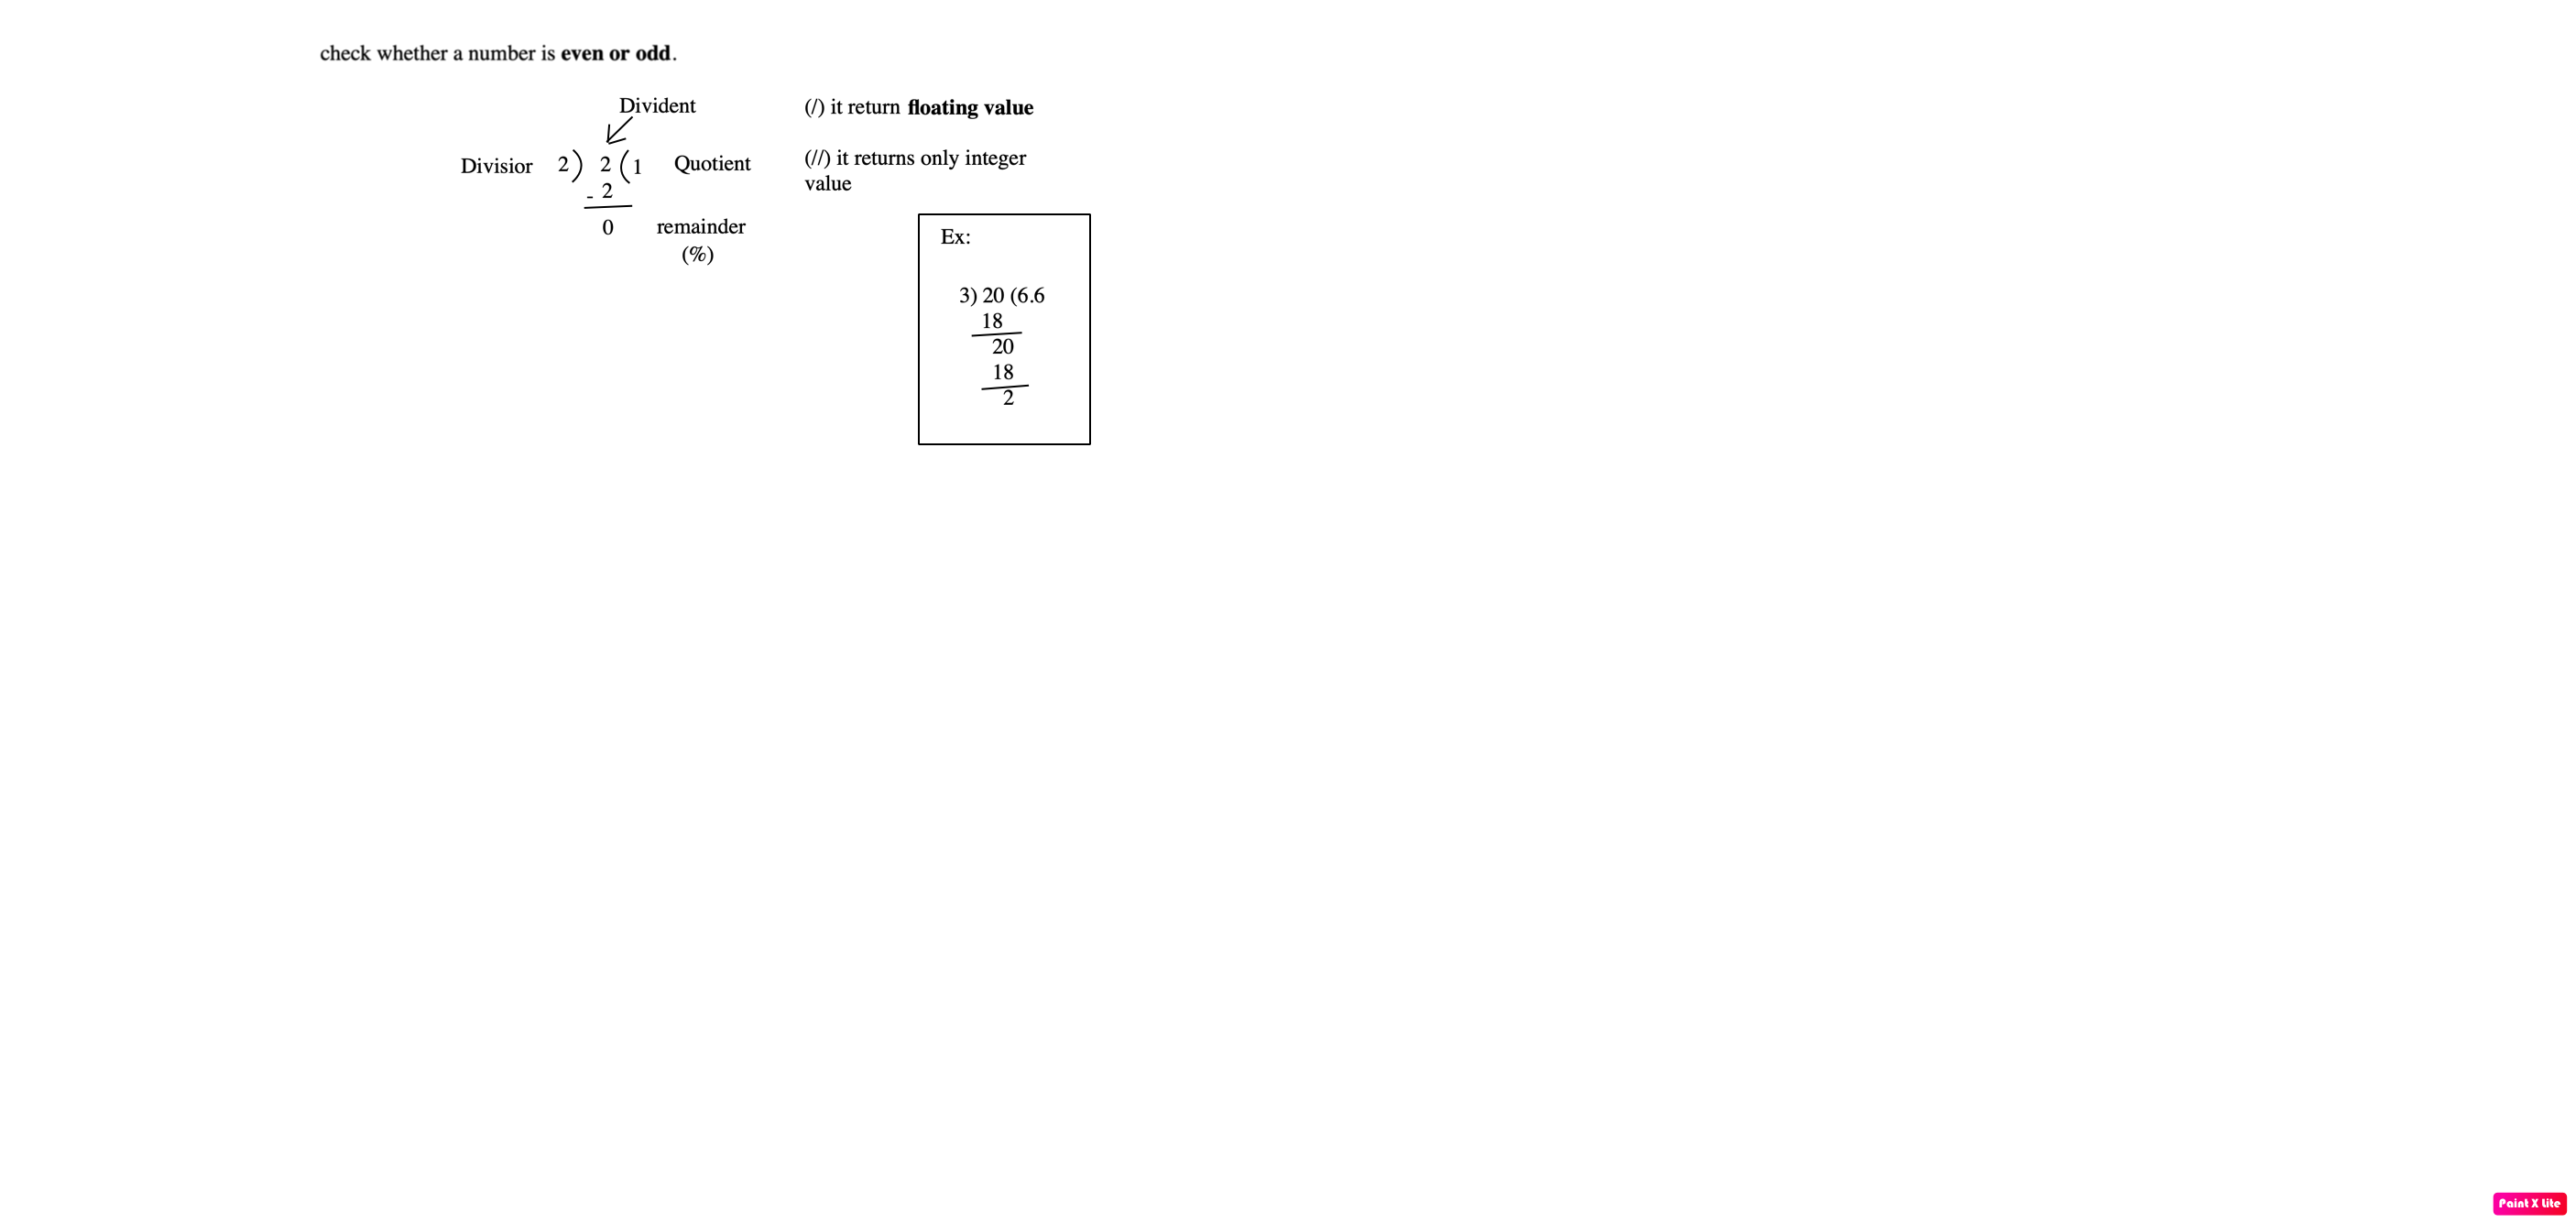 check whether a number is even or odd.
Divident
Divisior 2) 2 (1 Quotient
- 2
0 remainder
(%)
(/) it return floating value
(//) it returns only integer
value
Ex:
3) 20 (6.6
18
20
18
2
Paint X lite